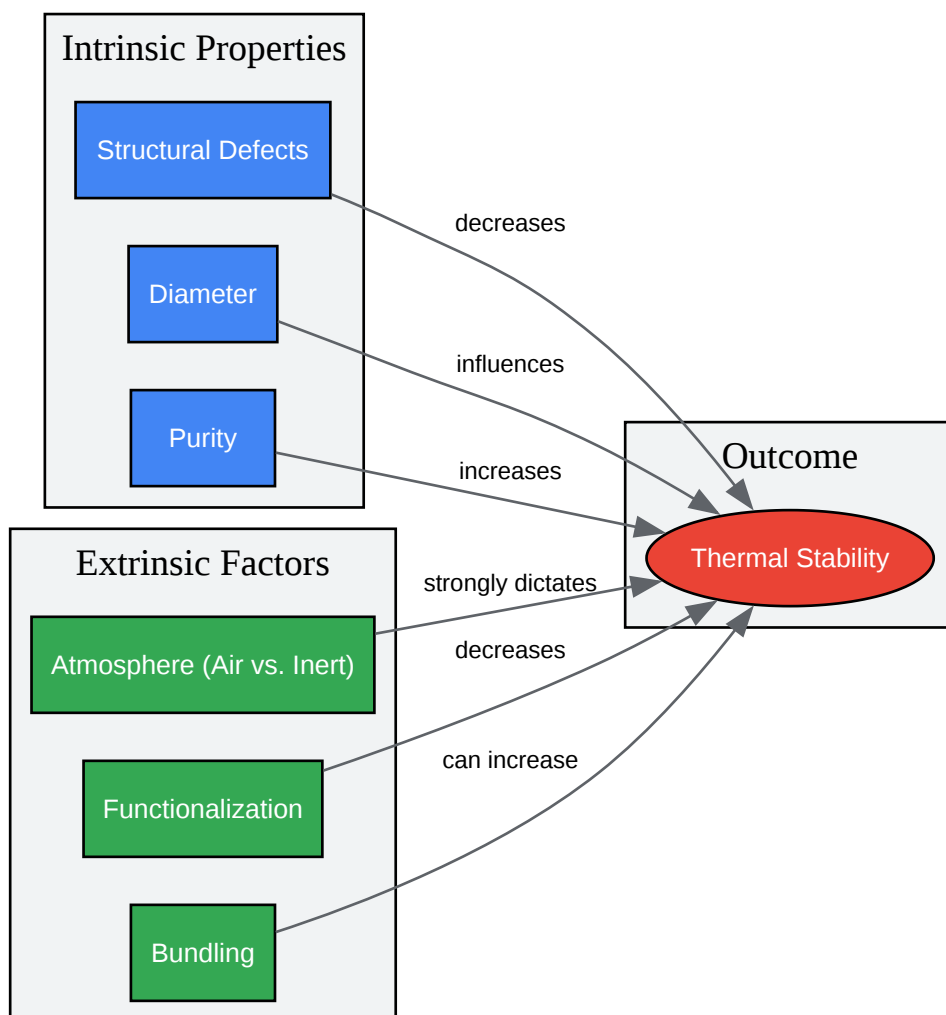 Intrinsic Properties
Structural Defects
decreases
Diameter
influences
Purity
increases
Outcome
Thermal Stability
Extrinsic Factors
strongly dictates
Atmosphere (Air vs. Inert)
decreases
Functionalization
can increase
Bundling